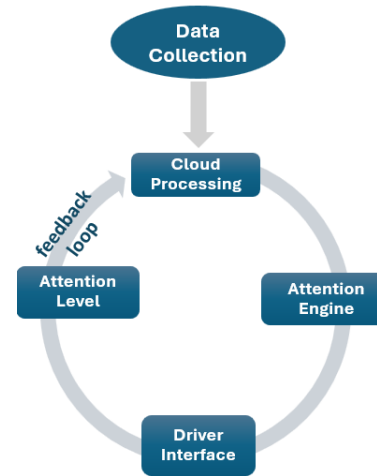 Data
Collection
Cloud
Processing
feedback
loop
Attention
Level
Attention
Engine
Driver
Interface